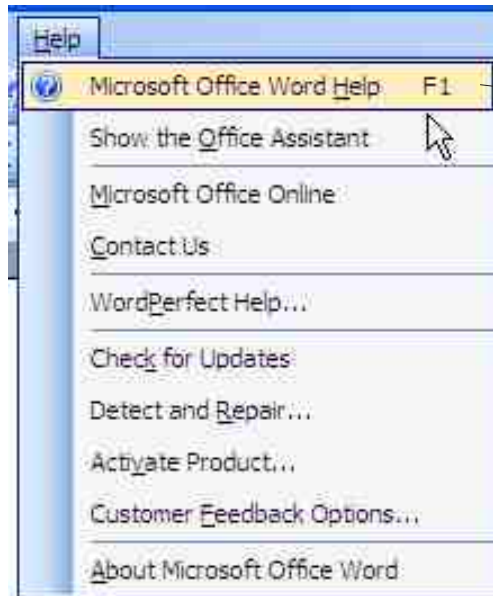 Help
Microsoft Office Word Help F1
Show the Office Assistant
Microsoft Office Online
Contact Us
WordPerfect Help...
Check for Updates
Detect and Repair...
Activate Product...
Customer Feedback Options...
About Microsoft Office Word